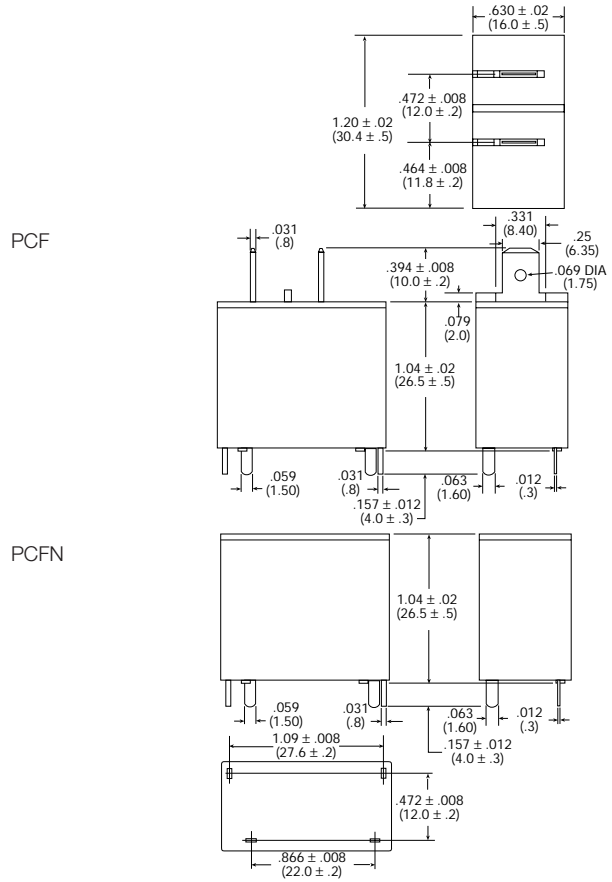 .630 ± .02
(16.0 ± .5)
.472 ± .008
(12.0 ± .2)
1.20 ± .02
(30.4 ± .5)
.464 ± .008
(11.8 ± .2)
PCF
.031
(.8)
.331
(8.40)
.25
(6.35)
.394 ± .008
(10.0 ± .2)
.069 DIA
(1.75)
.079
(2.0)
1.04 ± .02
(26.5 ± .5)
.059
(1.50)
.031
(.8)
.063
(1.60)
.012
(.3)
.157 ± .012
(4.0 ± .3)
PCFN
1.04 ± .02
(26.5 ± .5)
.059
(1.50)
.031
(.8)
.063
(1.60)
.012
(.3)
.157 ± .012
(4.0 ± .3)
1.09 ± .008
(27.6 ± .2)
.472 ± .008
(12.0 ± .2)
.866 ± .008
(22.0 ± .2)